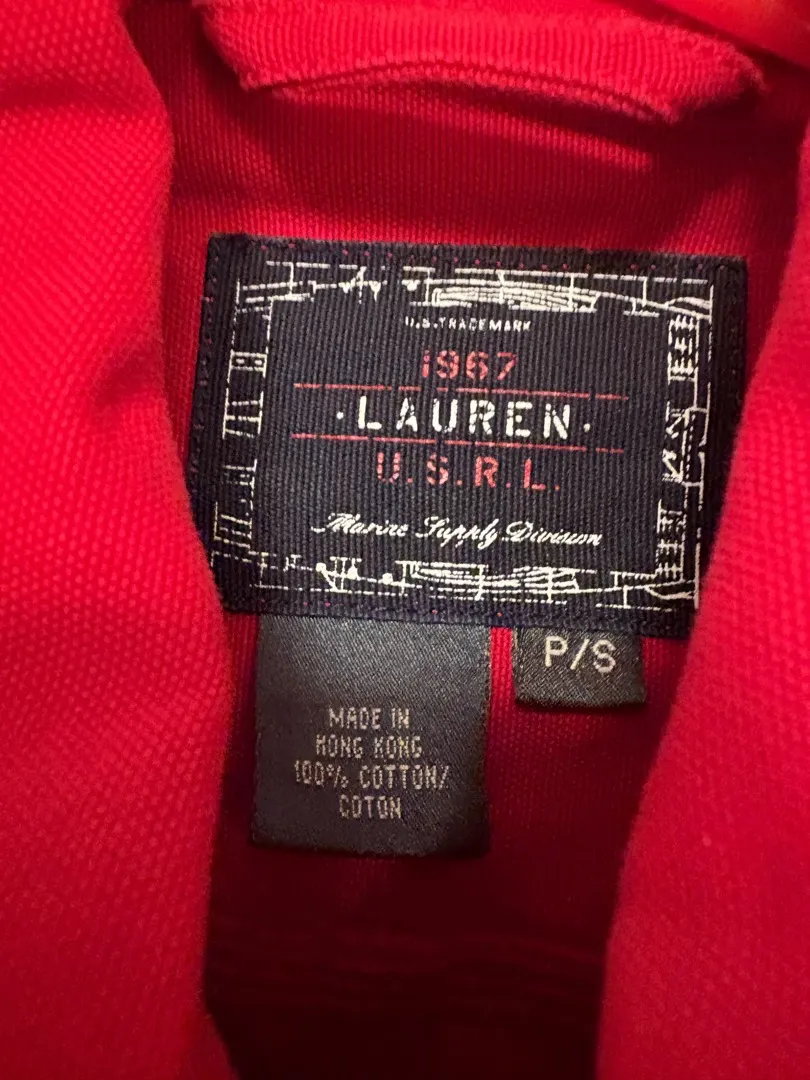 U.S. TRADEMARK
1967
·LAUREN·
U.S.R.L.
Marine Supply Division
P/S
MADE IN
HONG KONG
100% COTTON/
COTON